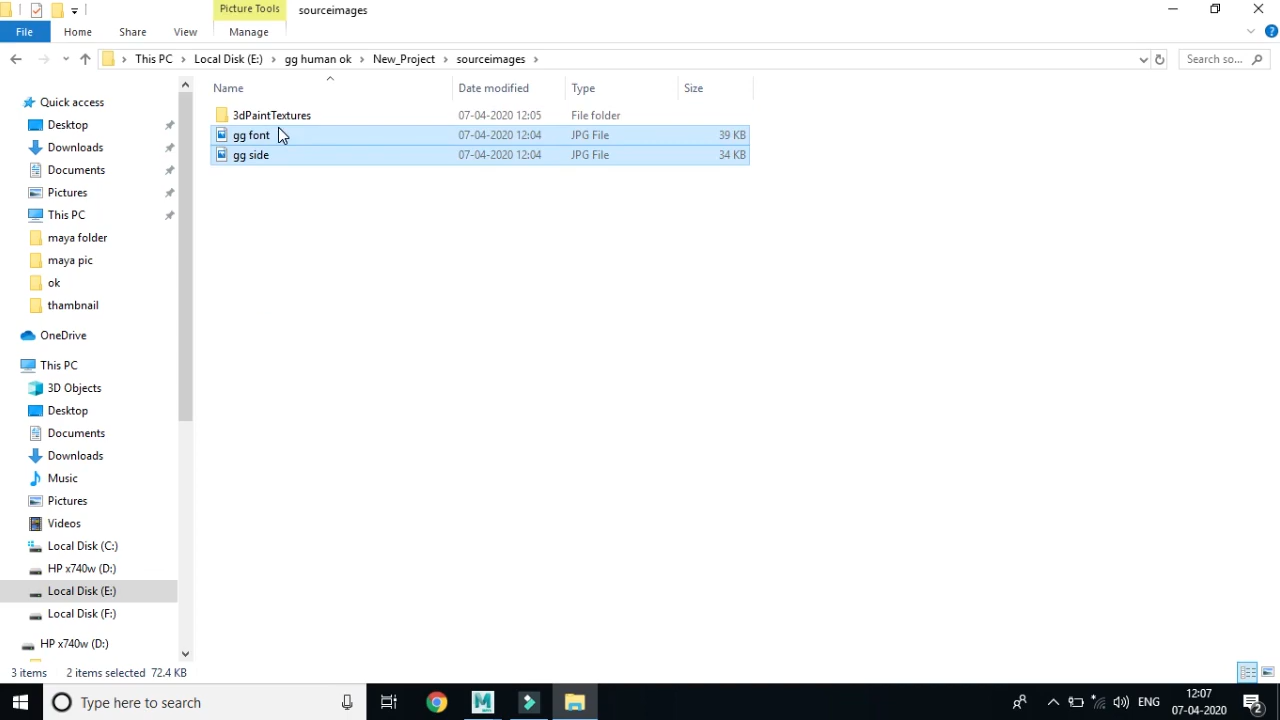 Picture Tools sourceimages
File Home Share View Manage
This PC Local Disk (E:) gg human ok New_Project sourceimages Search so...
Name Date modified Type Size
3dPaintTextures 07-04-2020 12:05 File folder
gg font 07-04-2020 12:04 JPG File 39 KB
gg side 07-04-2020 12:04 JPG File 34 KB
Quick access
Desktop
Downloads
Documents
Pictures
This PC
maya folder
maya pic
ok
thambnail
OneDrive
This PC
3D Objects
Desktop
Documents
Downloads
Music
Pictures
Videos
Local Disk (C:)
HP x740w (D:)
Local Disk (E:)
Local Disk (F:)
HP x740w (D:)
3 items 2 items selected 72.4 KB
Type here to search
ENG
12:07
07-04-2020
2